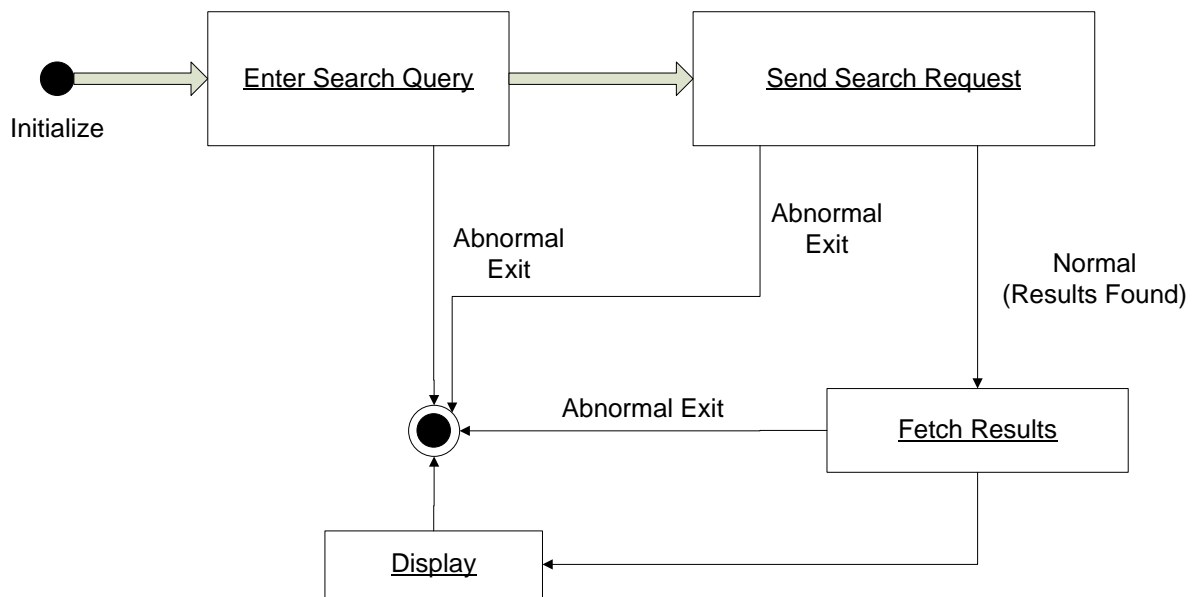 Enter Search Query
Send Search Request
Initialize
Abnormal
Exit
Abnormal
Exit
Normal
(Results Found)
Abnormal Exit
Fetch Results
Display